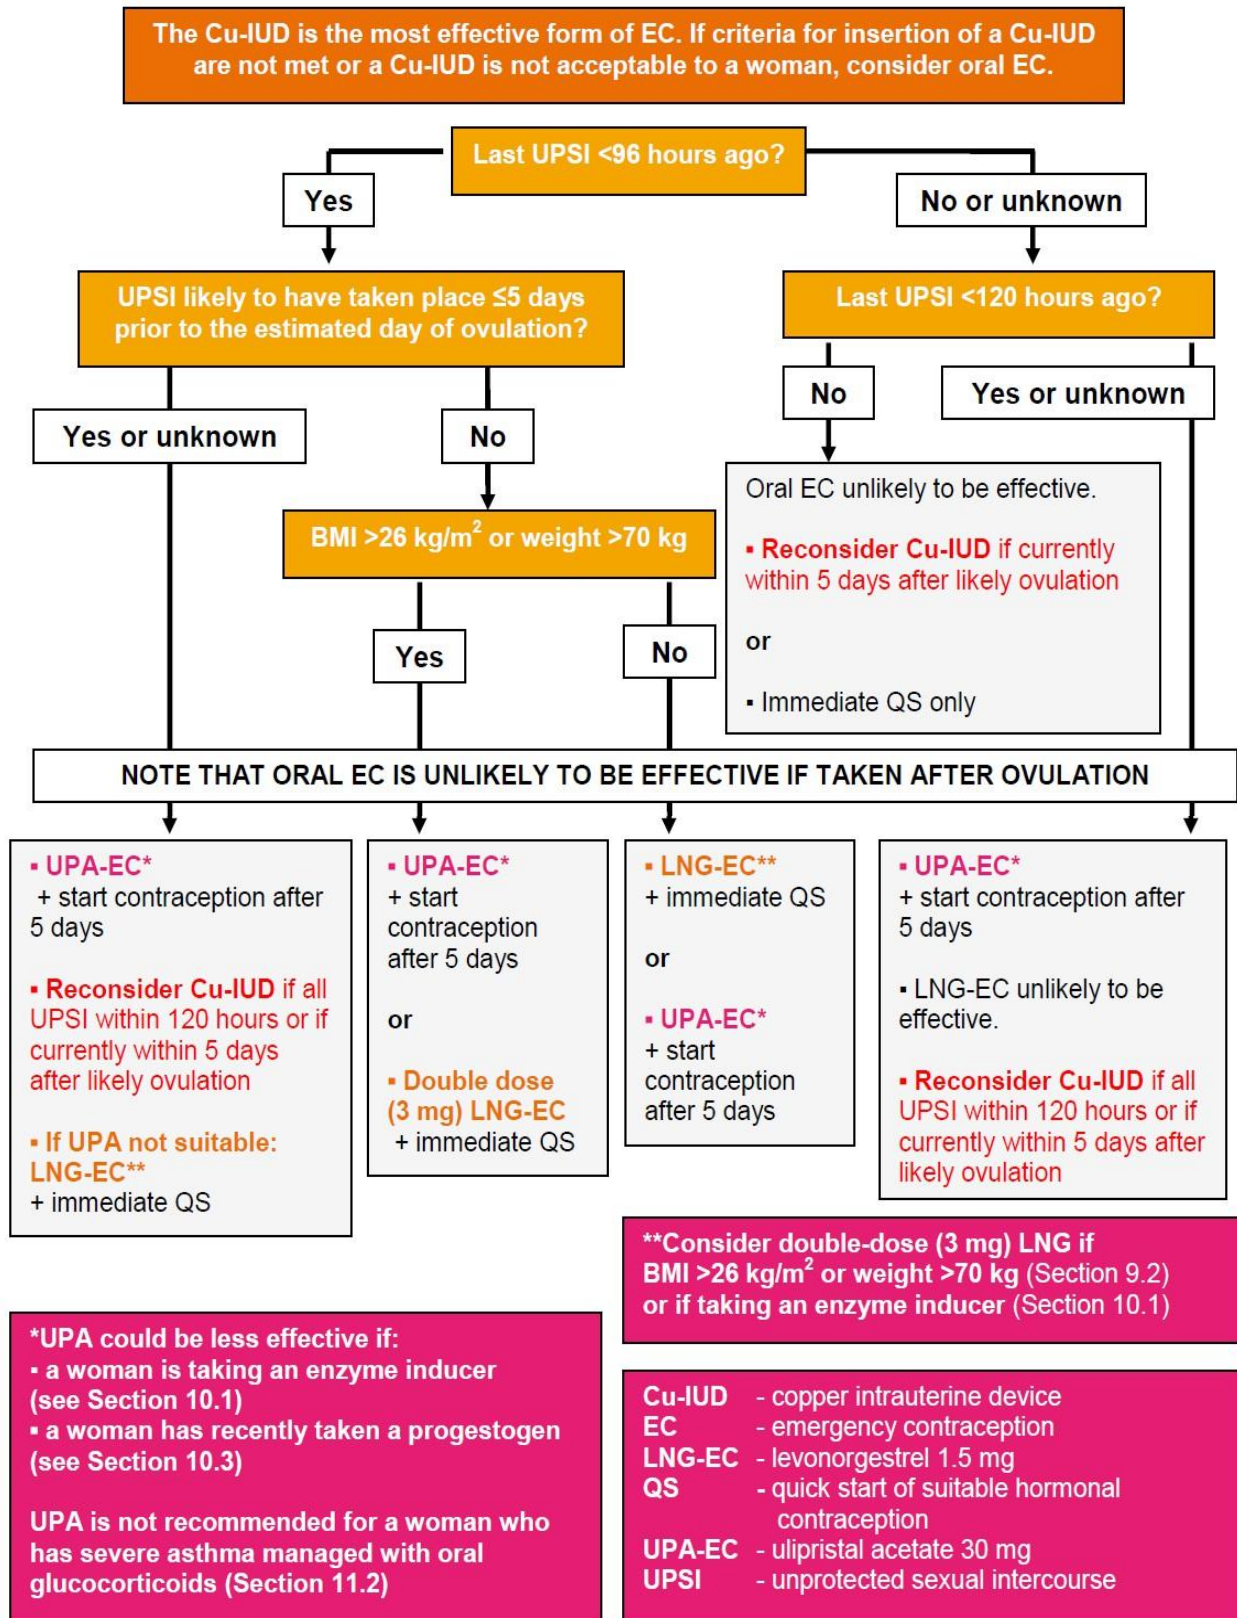 The Cu-IUD is the most effective form of EC. If criteria for insertion of a Cu-IUD
are not met or a Cu-IUD is not acceptable to a woman, consider oral EC.
Last UPSI <96 hours ago?
Yes
No or unknown
UPSI likely to have taken place ≤5 days
prior to the estimated day of ovulation?
Last UPSI <120 hours ago?
Yes or unknown
No
No
Yes or unknown
BMI >26 kg/m² or weight >70 kg
Yes
No
Oral EC unlikely to be effective.
▪ Reconsider Cu-IUD if currently
within 5 days after likely ovulation
or
▪ Immediate QS only
NOTE THAT ORAL EC IS UNLIKELY TO BE EFFECTIVE IF TAKEN AFTER OVULATION
▪ UPA-EC*
+ start contraception after
5 days
▪ Reconsider Cu-IUD if all
UPSI within 120 hours or if
currently within 5 days
after likely ovulation
▪ If UPA not suitable:
LNG-EC**
+ immediate QS
▪ UPA-EC*
+ start
contraception
after 5 days
or
▪ Double dose
(3 mg) LNG-EC
+ immediate QS
▪ LNG-EC**
+ immediate QS
or
▪ UPA-EC*
+ start
contraception
after 5 days
▪ UPA-EC*
+ start contraception after
5 days
▪ LNG-EC unlikely to be
effective.
▪ Reconsider Cu-IUD if all
UPSI within 120 hours or if
currently within 5 days after
likely ovulation
**Consider double-dose (3 mg) LNG if
BMI >26 kg/m² or weight >70 kg (Section 9.2)
or if taking an enzyme inducer (Section 10.1)
*UPA could be less effective if:
▪ a woman is taking an enzyme inducer
(see Section 10.1)
▪ a woman has recently taken a progestogen
(see Section 10.3)
UPA is not recommended for a woman who
has severe asthma managed with oral
glucocorticoids (Section 11.2)
Cu-IUD - copper intrauterine device
EC - emergency contraception
LNG-EC - levonorgestrel 1.5 mg
QS - quick start of suitable hormonal
contraception
UPA-EC - ulipristal acetate 30 mg
UPSI - unprotected sexual intercourse